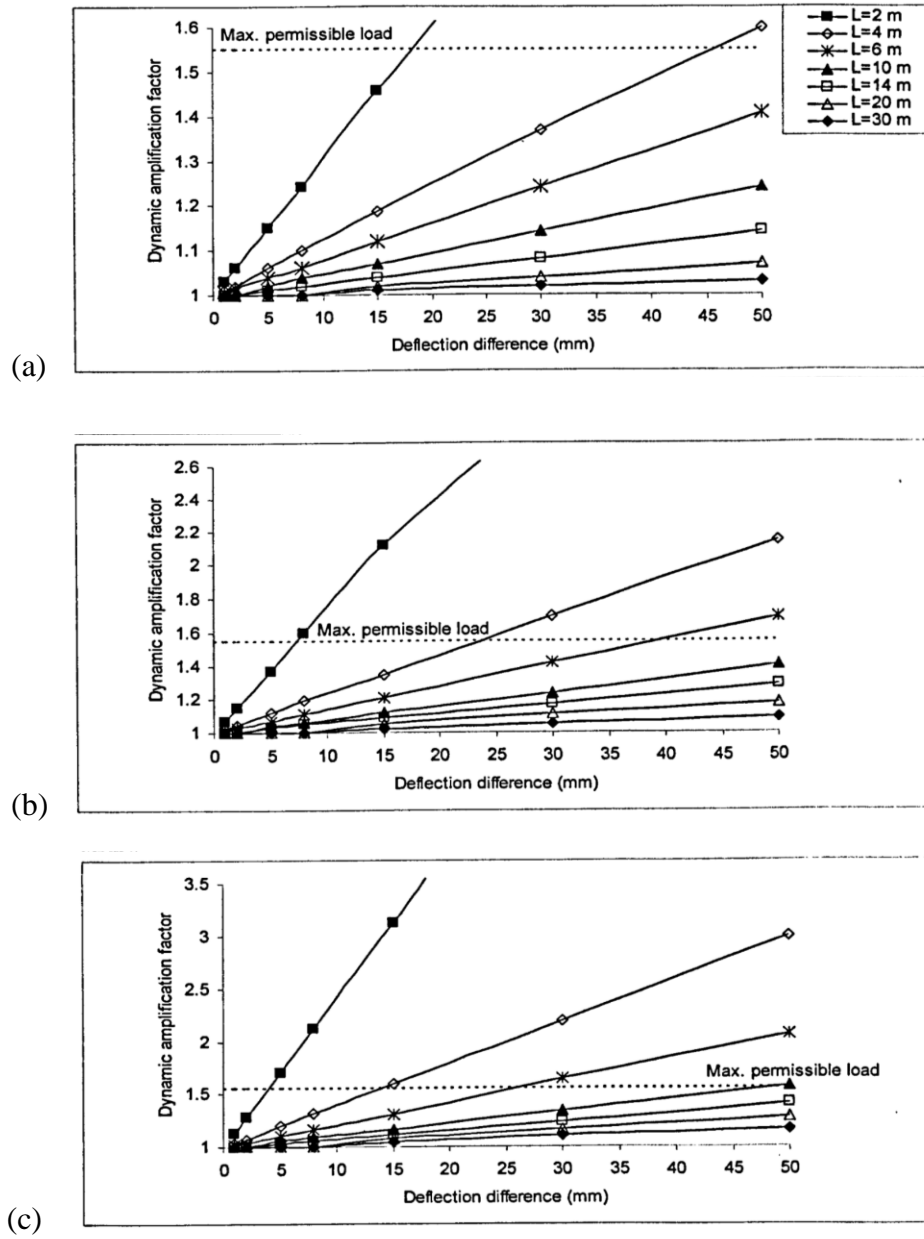 Max. permissible load
L=2 m
L=4 m
L=6 m
L=10 m
L=14 m
L=20 m
L=30 m
Dynamic amplification factor
1.6
1.5
1.4
1.3
1.2
1.1
1
0 5 10 15 20 25 30 35 40 45 50
Deflection difference (mm)
(a)
Dynamic amplification factor
2.6
2.4
2.2
2
1.8
1.6
1.4
1.2
1
Max. permissible load
0 5 10 15 20 25 30 35 40 45 50
Deflection difference (mm)
(b)
Dynamic amplification factor
3.5
3
2.5
2
1.5
1
Max. permissible load
0 5 10 15 20 25 30 35 40 45 50
Deflection difference (mm)
(c)